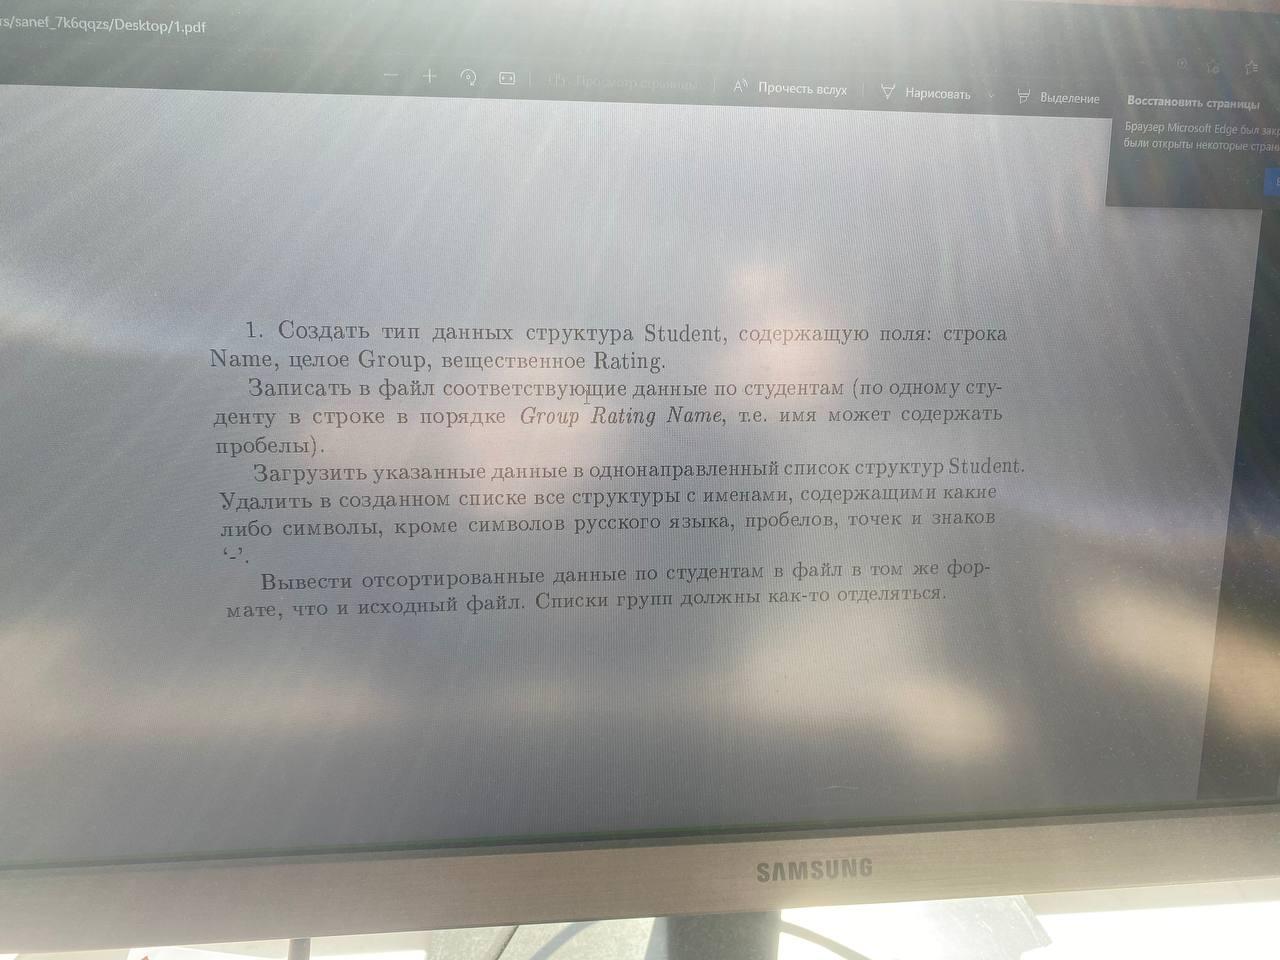 rs/sanef_7k6qqzs/Desktop/1.pdf
Просмотр страницы
Прочесть вслух
Нарисовать
Выделение
Восстановить страницы
Браузер Microsoft Edge был
были открыты некоторые
1. Создать тип данных структура Student, содержащую поля: строка
Name, целое Group, вещественное Rating.
Записать в файл соответствующие данные по студентам (по одному сту-
денту в строке в порядке Group Rating Name, т.е. имя может содержать
пробелы).
Загрузить указанные данные в однонаправленный список структур Student.
Удалить в созданном списке все структуры с именами, содержащими какие
либо символы, кроме символов русского языка, пробелов, точек и знаков
‘-’.
Вывести отсортированные данные по студентам в файл в том же фор-
мате, что и исходный файл. Списки групп должны как-то отделяться.
SAMSUNG